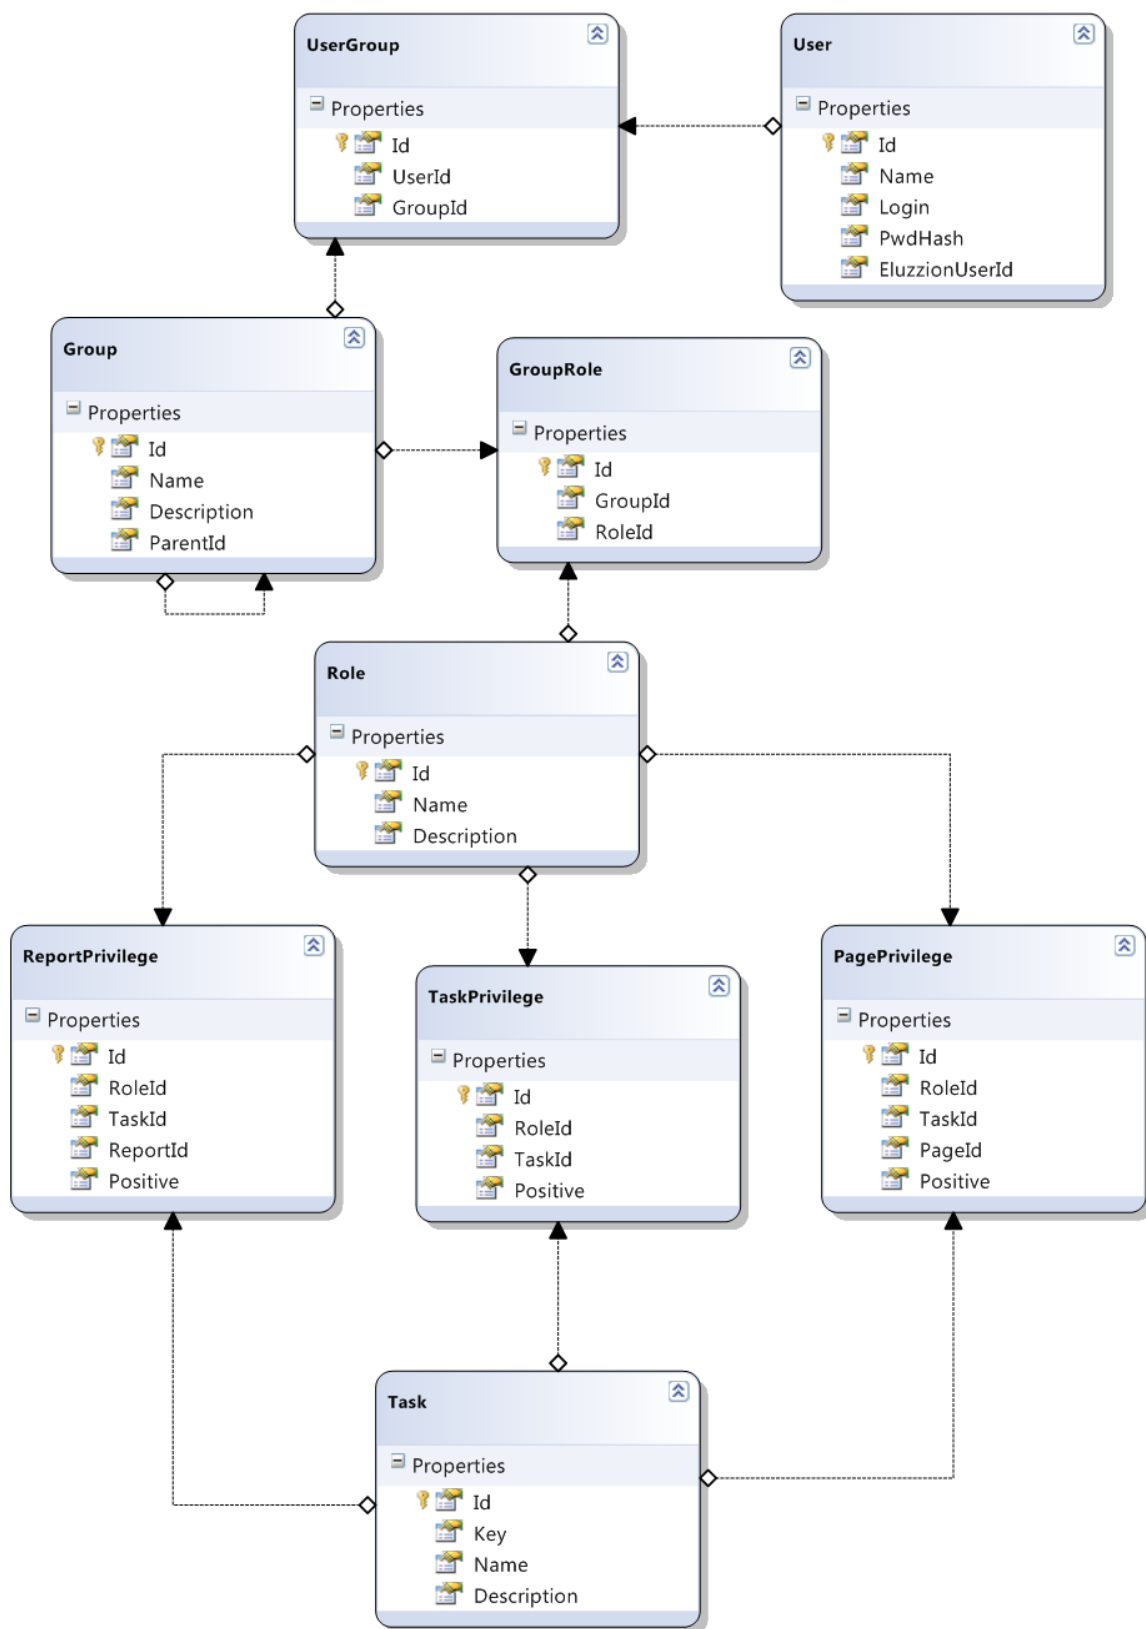 UserGroup
Properties
Id
UserId
GroupId
User
Properties
Id
Name
Login
PwdHash
EluzzionUserId
Group
Properties
Id
Name
Description
ParentId
GroupRole
Properties
Id
GroupId
RoleId
Role
Properties
Id
Name
Description
ReportPrivilege
Properties
Id
RoleId
TaskId
ReportId
Positive
TaskPrivilege
Properties
Id
RoleId
TaskId
Positive
PagePrivilege
Properties
Id
RoleId
TaskId
PageId
Positive
Task
Properties
Id
Key
Name
Description